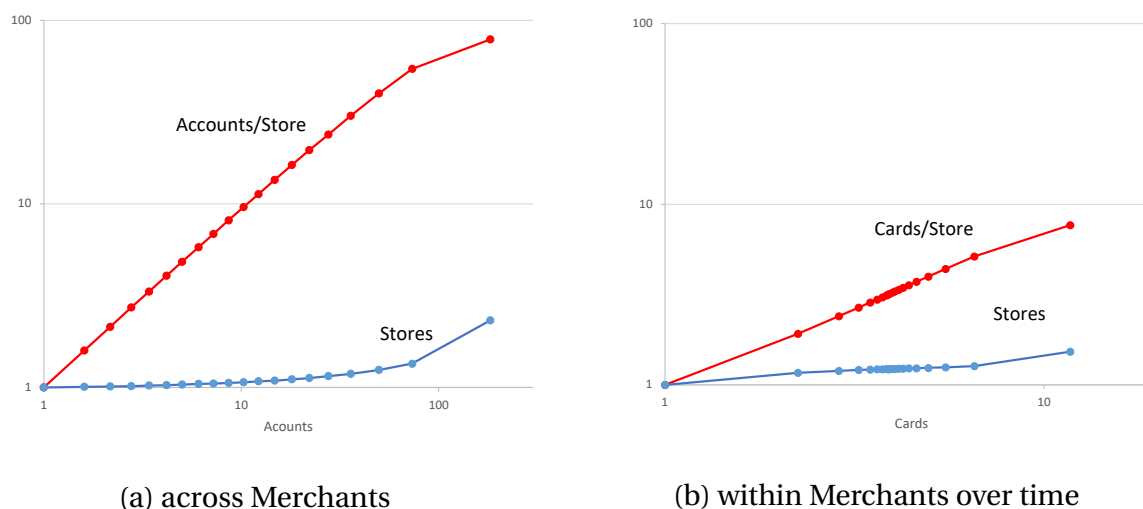 100
Accounts/Store
10
Stores
1
1
10
100
Acounts
(a) across Merchants
100
10
Cards/Store
Stores
1
1
10
Cards
(b) within Merchants over time